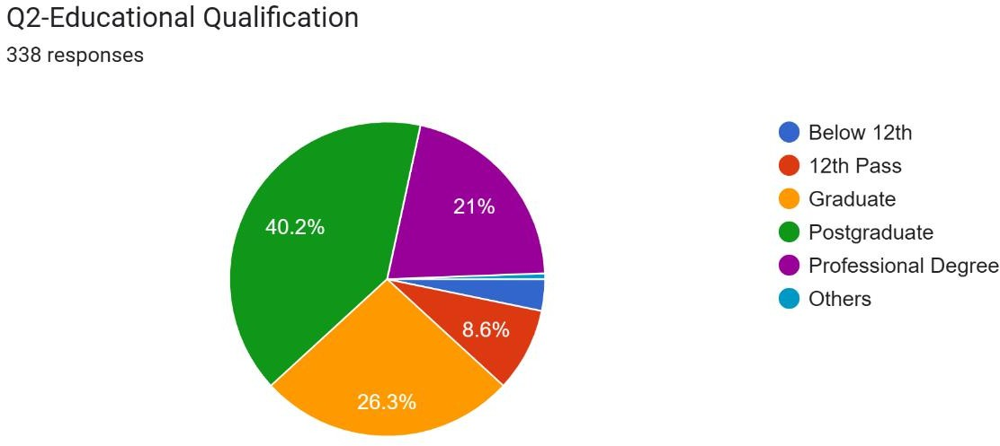 Q2-Educational Qualification
338 responses
40.2%
21%
8.6%
26.3%
Below 12th
12th Pass
Graduate
Postgraduate
Professional Degree
Others